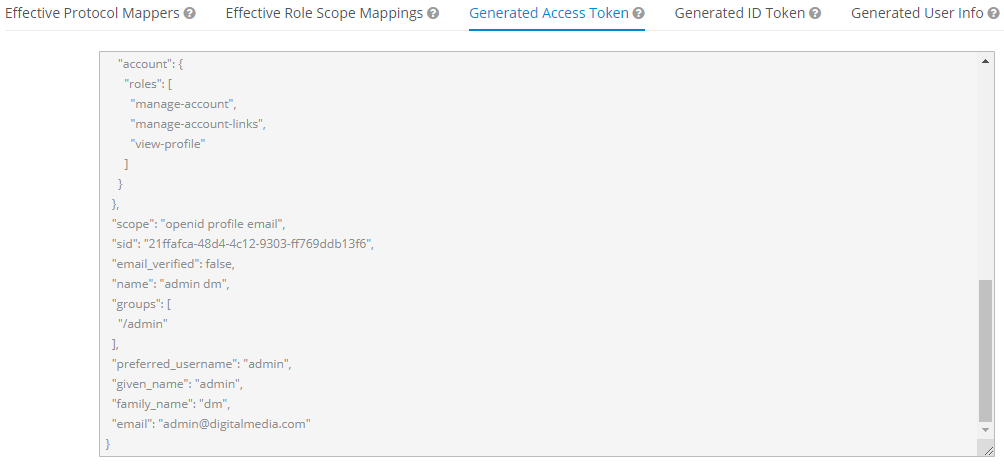 Effective Protocol Mappers ? Effective Role Scope Mappings ? Generated Access Token ? Generated ID Token ? Generated User Info ?
"account": {
"roles": [
"manage-account",
"manage-account-links",
"view-profile"
]
}
},
"scope": "openid profile email",
"sid": "21ffafca-48d4-4c12-9303-ff769ddb13f6",
"email_verified": false,
"name": "admin dm",
"groups": [
"/admin"
],
"preferred_username": "admin",
"given_name": "admin",
"family_name": "dm",
"email": "admin@digitalmedia.com"
}